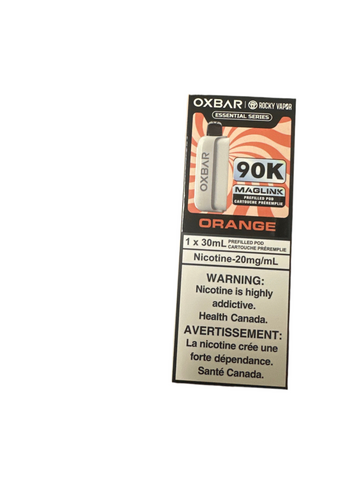 OXBAR | ROCKY VAPOR
ESSENTIAL SERIES
OXBAR
90K
MAGLINK
PREFILLED POD
CARTOUCHE PRÉREMPLIE
ORANGE
1 x 30mL PREFILLED POD
CARTOUCHE PRÉREMPLIE
Nicotine-20mg/mL
WARNING:
Nicotine is highly
addictive.
Health Canada.
AVERTISSEMENT:
La nicotine crée une
forte dépendance.
Santé Canada.